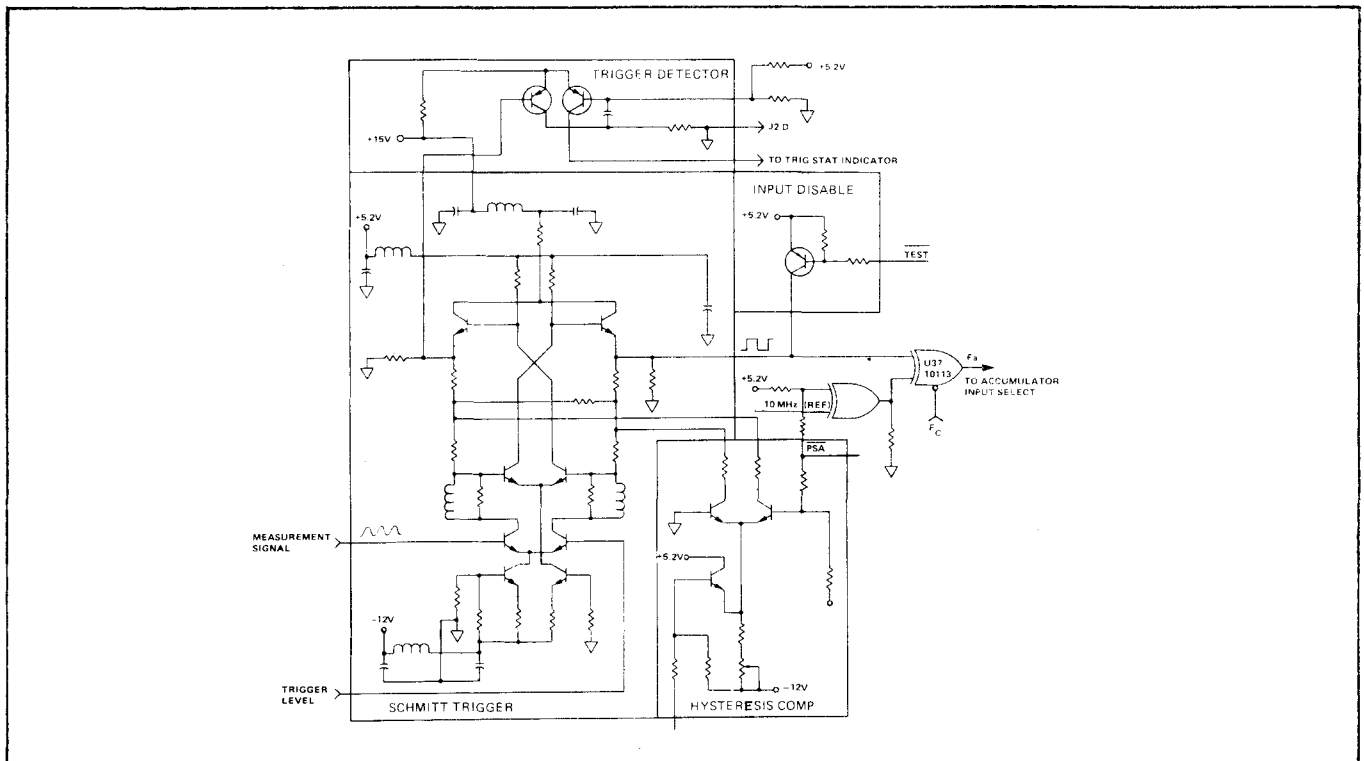 TRIGGER DETECTOR
+5.2V
+15V
J2 D
TO TRIG STAT INDICATOR
INPUT DISABLE
+5.2V
+5.2V
TEST
U37
10113
Fa
TO ACCUMULATOR
INPUT SELECT
+5.2V
10 MHz (REF)
FC
PSA
MEASUREMENT
SIGNAL
+5.2V
-12V
-12V
TRIGGER
LEVEL
SCHMITT TRIGGER
HYSTERESIS COMP